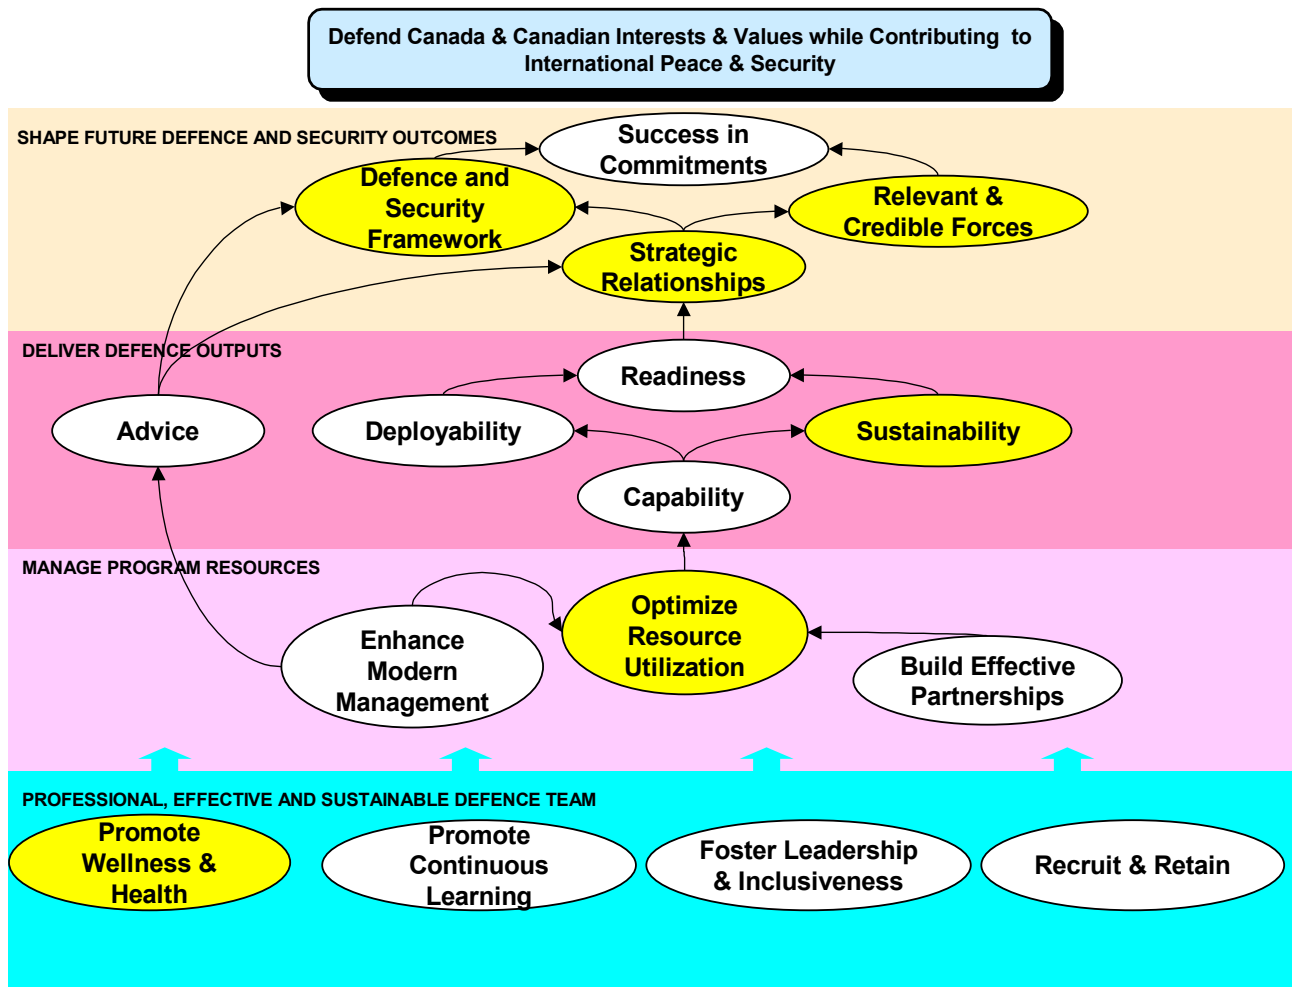 Defend Canada & Canadian Interests & Values while Contributing to
International Peace & Security
SHAPE FUTURE DEFENCE AND SECURITY OUTCOMES
Success in
Commitments
Defence and
Security
Framework
Relevant &
Credible Forces
Strategic
Relationships
DELIVER DEFENCE OUTPUTS
Readiness
Advice
Deployability
Sustainability
Capability
MANAGE PROGRAM RESOURCES
Enhance
Modern
Management
Optimize
Resource
Utilization
Build Effective
Partnerships
PROFESSIONAL, EFFECTIVE AND SUSTAINABLE DEFENCE TEAM
Promote
Wellness &
Health
Promote
Continuous
Learning
Foster Leadership
& Inclusiveness
Recruit & Retain